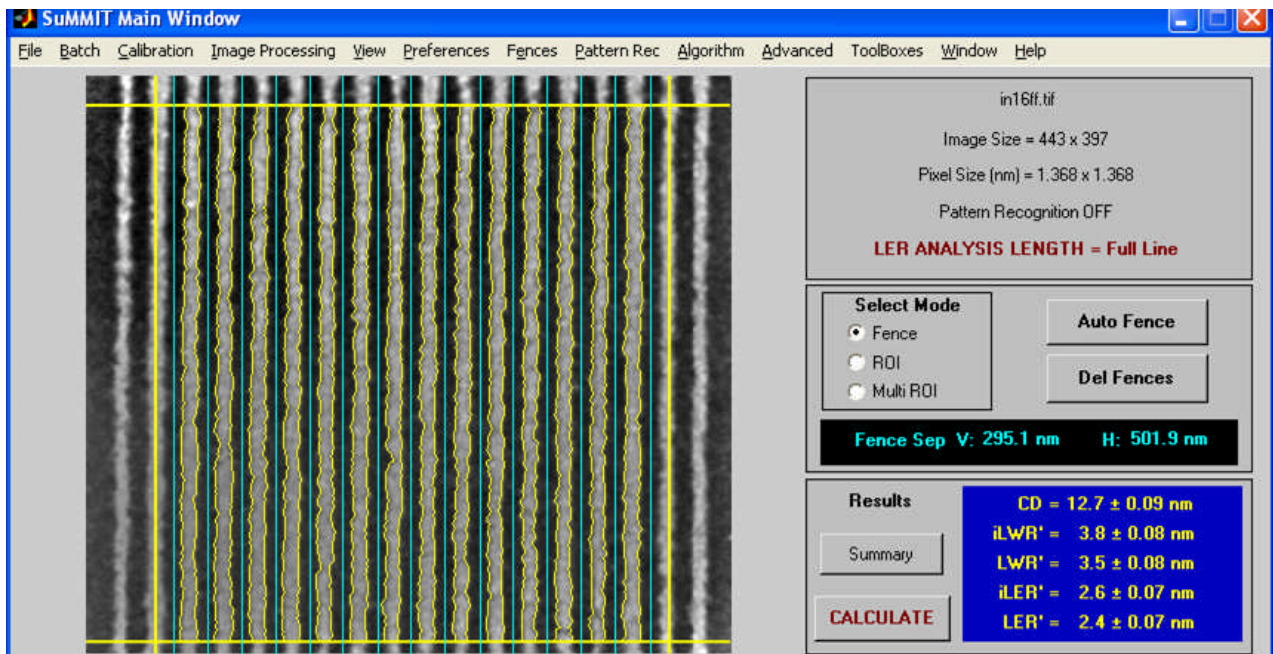 SuMMIT Main Window
File Batch Calibration Image Processing View Preferences Fences Pattern Rec Algorithm Advanced ToolBoxes Window Help
in16ff.tif
Image Size = 443 x 397
Pixel Size (nm) = 1.368 x 1.368
Pattern Recognition OFF
LER ANALYSIS LENGTH = Full Line
Select Mode
Fence
ROI
Multi ROI
Auto Fence
Del Fences
Fence Sep V: 295.1 nm H: 501.9 nm
Results
Summary
CALCULATE
CD = 12.7 ± 0.09 nm
iLWR' = 3.8 ± 0.08 nm
LWR' = 3.5 ± 0.08 nm
iLER' = 2.6 ± 0.07 nm
LER' = 2.4 ± 0.07 nm